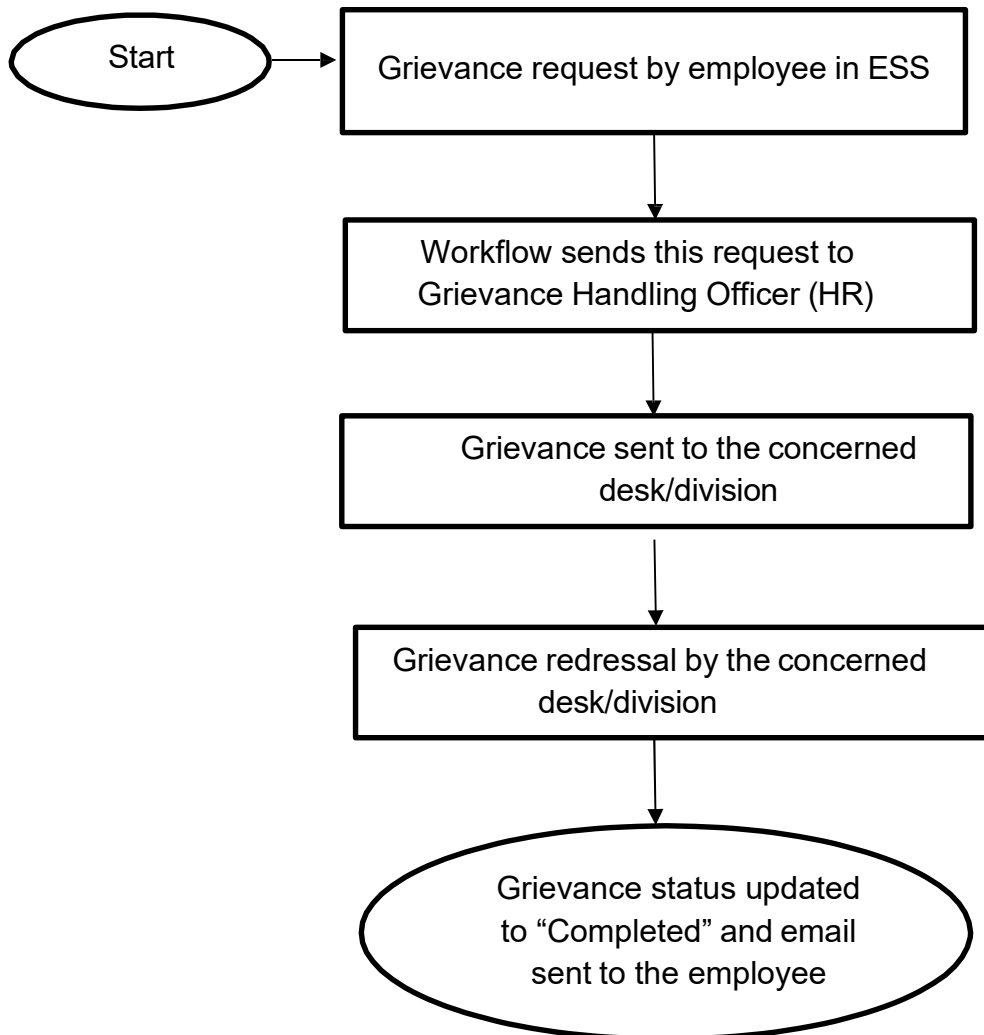 Start
Grievance request by employee in ESS
Workflow sends this request to
Grievance Handling Officer (HR)
Grievance sent to the concerned
desk/division
Grievance redressal by the concerned
desk/division
Grievance status updated
to “Completed” and email
sent to the employee